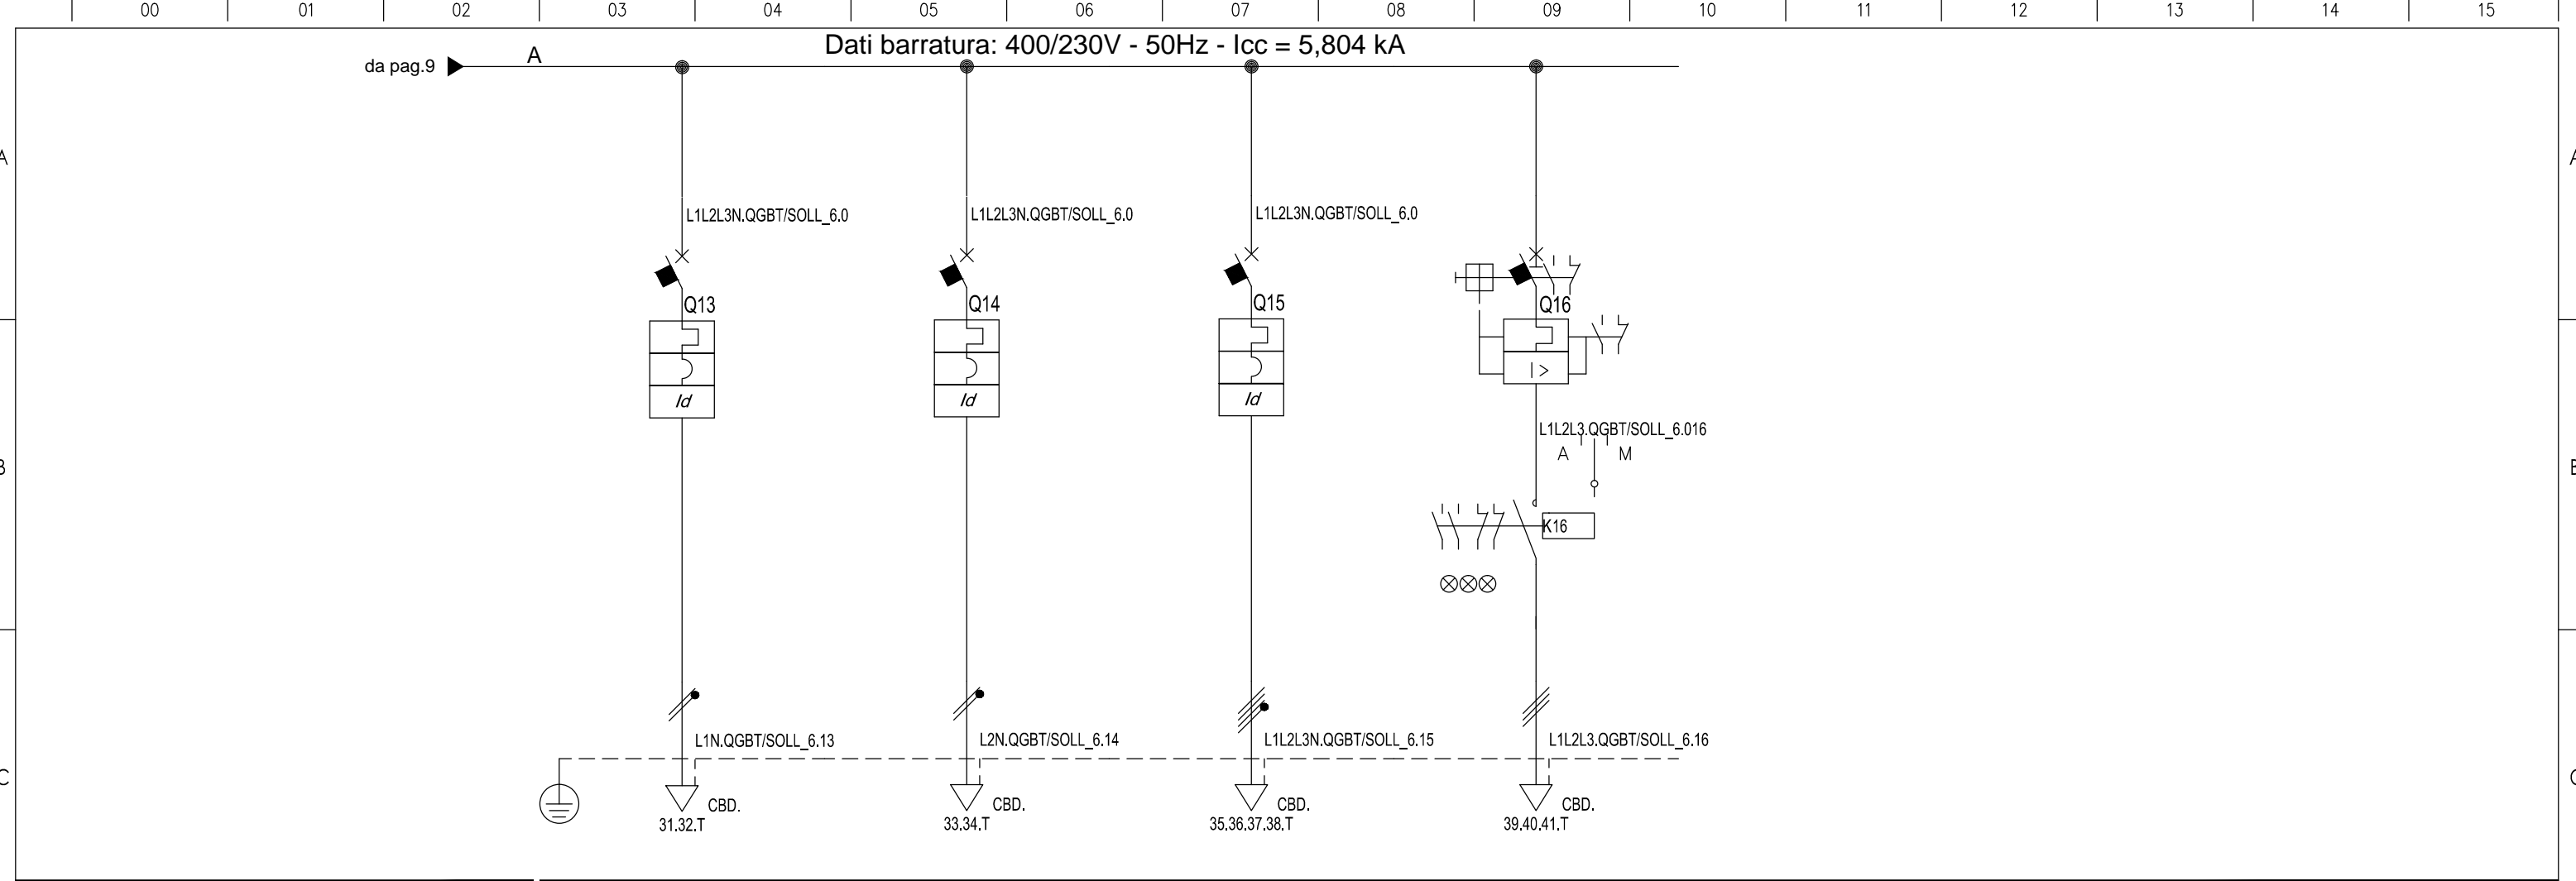 00 01 02 03 04 05 06 07 08 09 10 11 12 13 14 15
Dati barratura: 400/230V - 50Hz - Icc = 5,804 kA
da pag.9 A
A A
L1L2L3N.QGBT/SOLL_6.0 L1L2L3N.QGBT/SOLL_6.0 L1L2L3N.QGBT/SOLL_6.0
Q13 Q14 Q15 Q16
I >
Id Id Id
L1L2L3.QGBT/SOLL_6.016
A M
B B
K16
L1N.QGBT/SOLL_6.13 L2N.QGBT/SOLL_6.14 L1L2L3N.QGBT/SOLL_6.15 L1L2L3.QGBT/SOLL_6.16
C C
CBD. CBD. CBD. CBD.
31.32.T 33.34.T 35.36.37.38.T 39.40.41.T